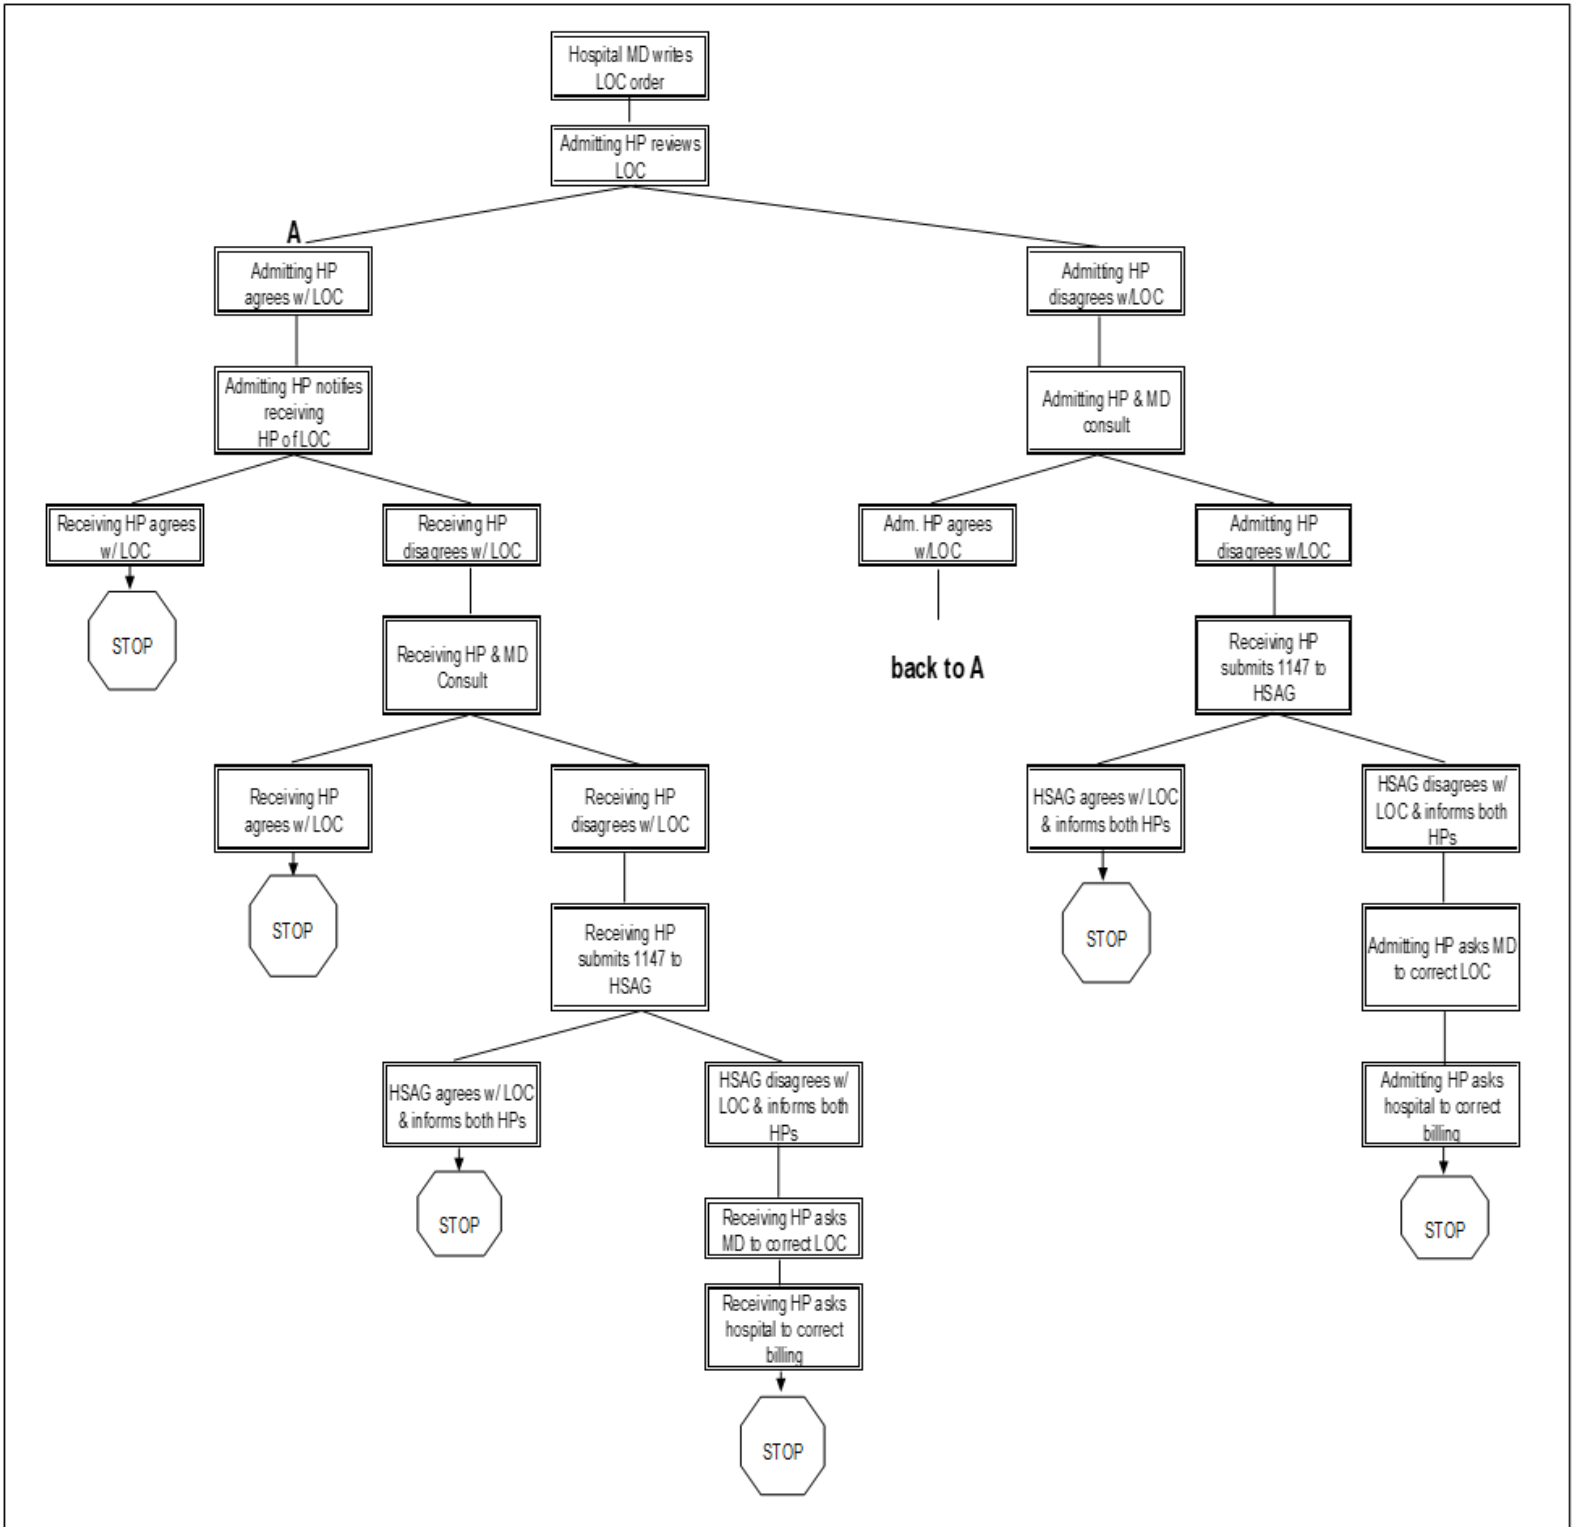 Hospital MD writes
LOC order
Admitting HP reviews
LOC
A
Admitting HP
agrees w/ LOC
Admitting HP
disagrees w/LOC
Admitting HP notifies
receiving
HP of LOC
Admitting HP & MD
consult
Receiving HP agrees
w/ LOC
Receiving HP
disagrees w/ LOC
Adm. HP agrees
w/LOC
Admitting HP
disagrees w/LOC
STOP
Receiving HP & MD
Consult
back to A
Receiving HP
submits 1147 to
HSAG
Receiving HP
agrees w/ LOC
Receiving HP
disagrees w/ LOC
HSAG agrees w/ LOC
& informs both HPs
HSAG disagrees w/
LOC & informs both
HPs
STOP
Receiving HP
submits 1147 to
HSAG
STOP
Admitting HP asks MD
to correct LOC
HSAG agrees w/ LOC
& informs both HPs
HSAG disagrees w/
LOC & informs both
HPs
Admitting HP asks
hospital to correct
billing
STOP
Receiving HP asks
MD to correct LOC
STOP
Receiving HP asks
hospital to correct
billing
STOP